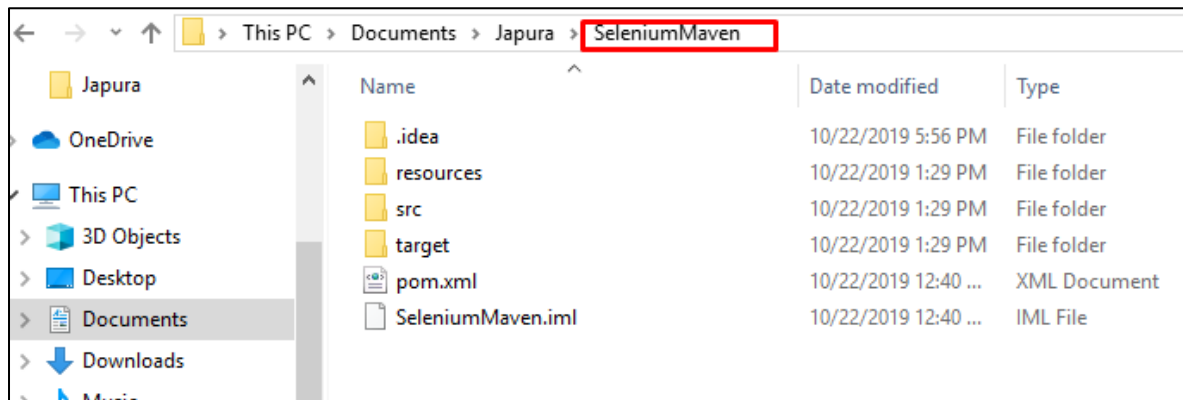 This PC > Documents > Japura > SeleniumMaven
Japura
OneDrive
This PC
3D Objects
Desktop
Documents
Downloads
Music
Name Date modified Type
.idea 10/22/2019 5:56 PM File folder
resources 10/22/2019 1:29 PM File folder
src 10/22/2019 1:29 PM File folder
target 10/22/2019 1:29 PM File folder
pom.xml 10/22/2019 12:40 ... XML Document
SeleniumMaven.iml 10/22/2019 12:40 ... IML File